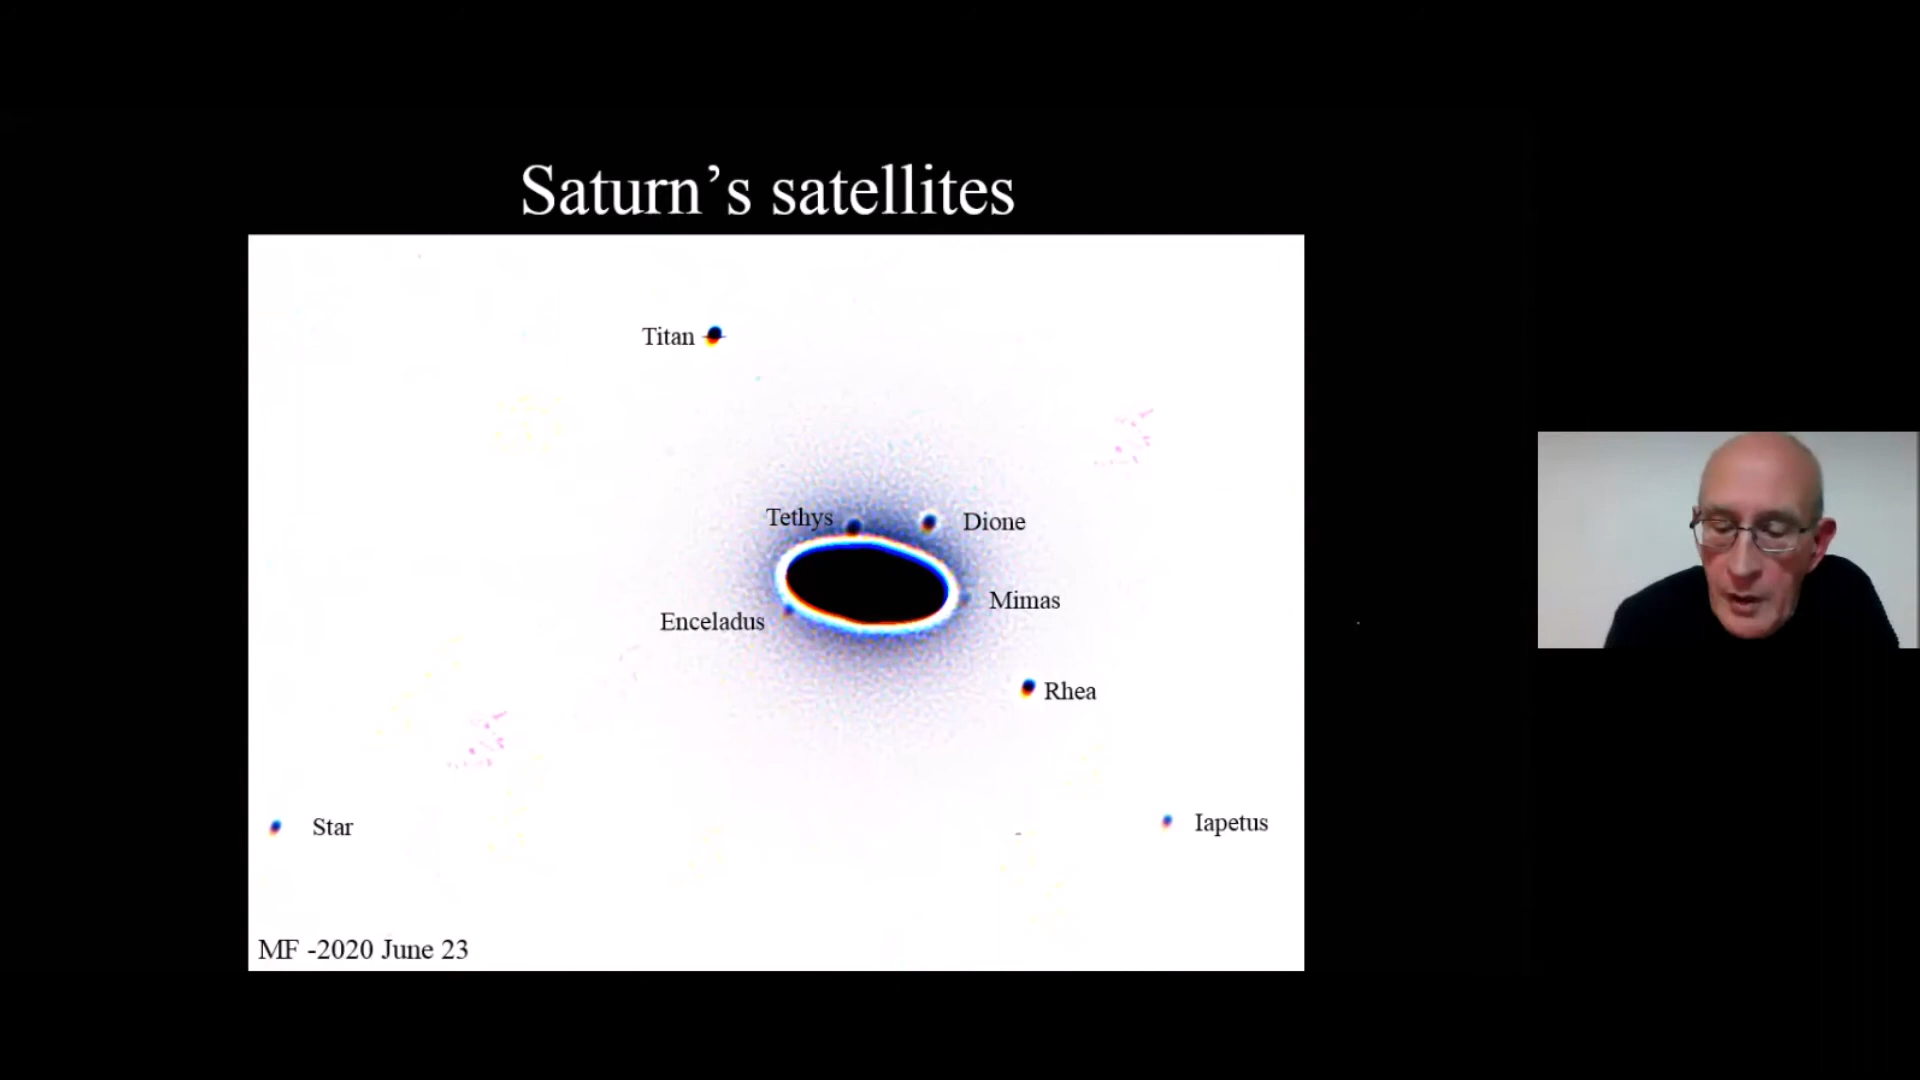 Saturn’s satellites
Titan
Tethys
Dione
Mimas
Enceladus
Rhea
Star
Iapetus
MF -2020 June 23